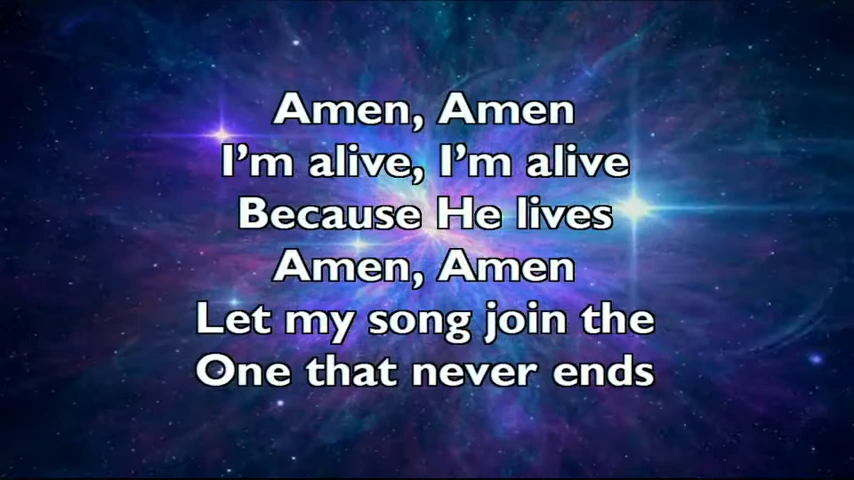 Amen, Amen
I'm alive, I'm alive
Because He lives
Amen, Amen
Let my song join the
One that never ends